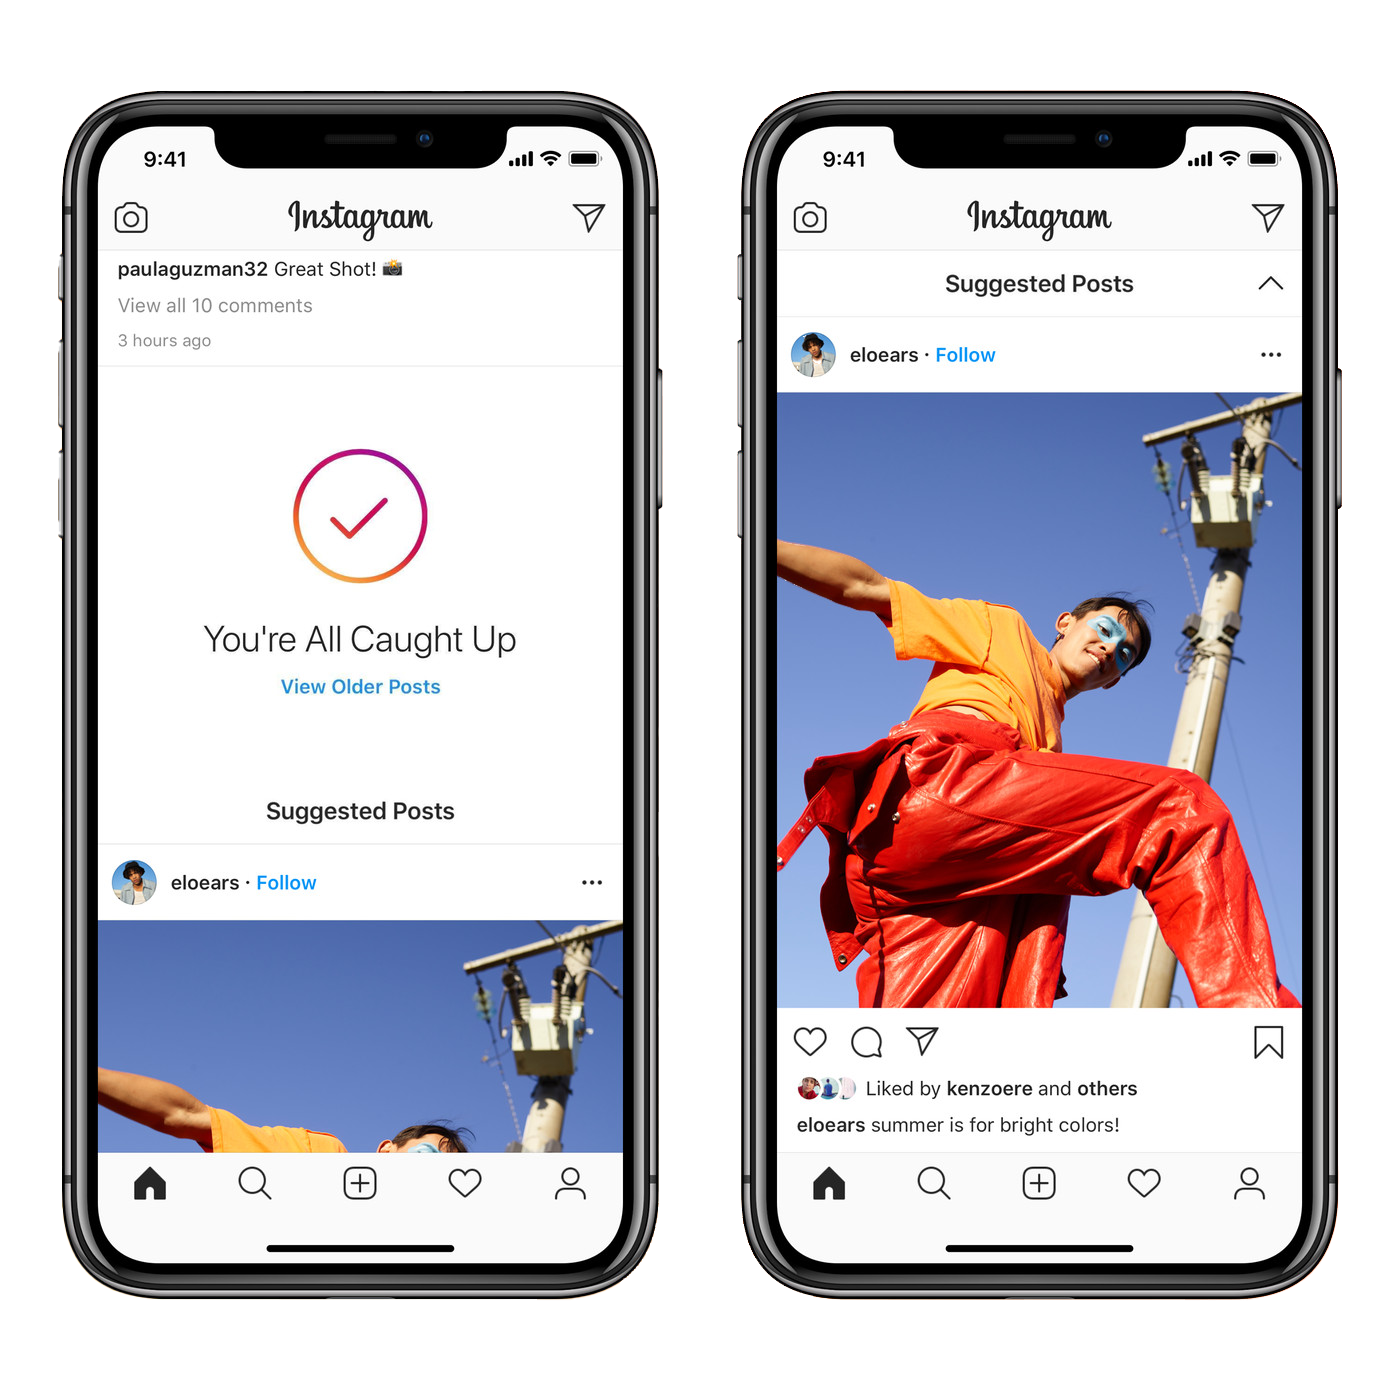 9:41
Instagram
paulaguzman32 Great Shot! 📸
View all 10 comments
3 hours ago
You're All Caught Up
View Older Posts
Suggested Posts
eloears · Follow
9:41
Instagram
Suggested Posts
eloears · Follow
Liked by kenzoere and others
eloears summer is for bright colors!